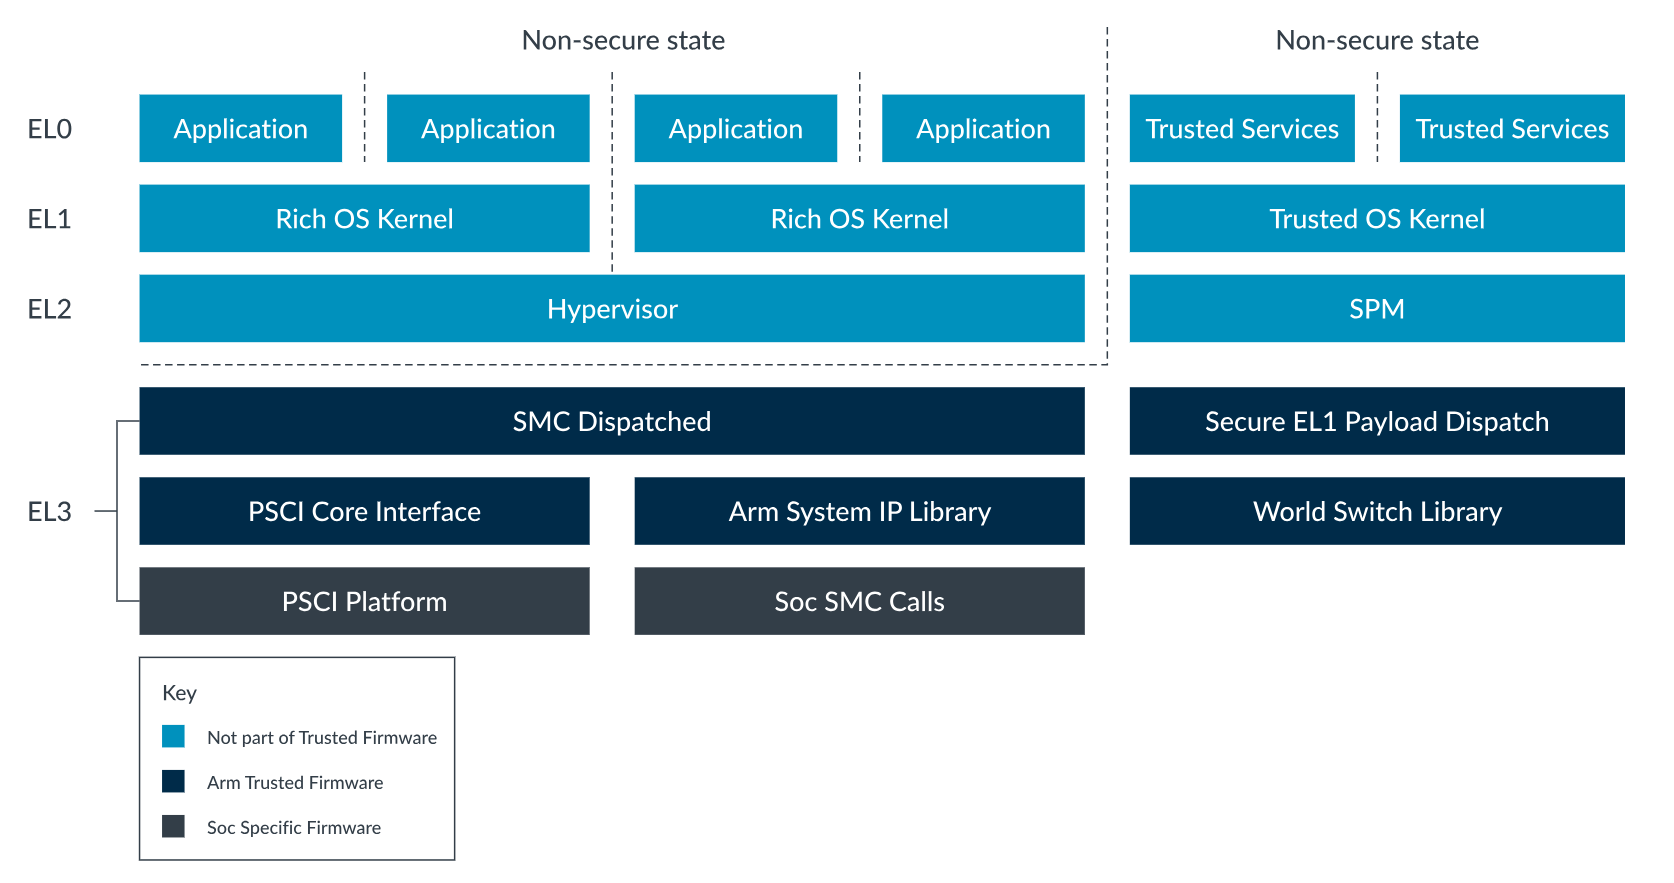 Non-secure state
Non-secure state
EL0
Application
Application
Application
Application
Trusted Services
Trusted Services
EL1
Rich OS Kernel
Rich OS Kernel
Trusted OS Kernel
EL2
Hypervisor
SPM
SMC Dispatched
Secure EL1 Payload Dispatch
EL3
PSCI Core Interface
Arm System IP Library
World Switch Library
PSCI Platform
Soc SMC Calls
Key
Not part of Trusted Firmware
Arm Trusted Firmware
Soc Specific Firmware